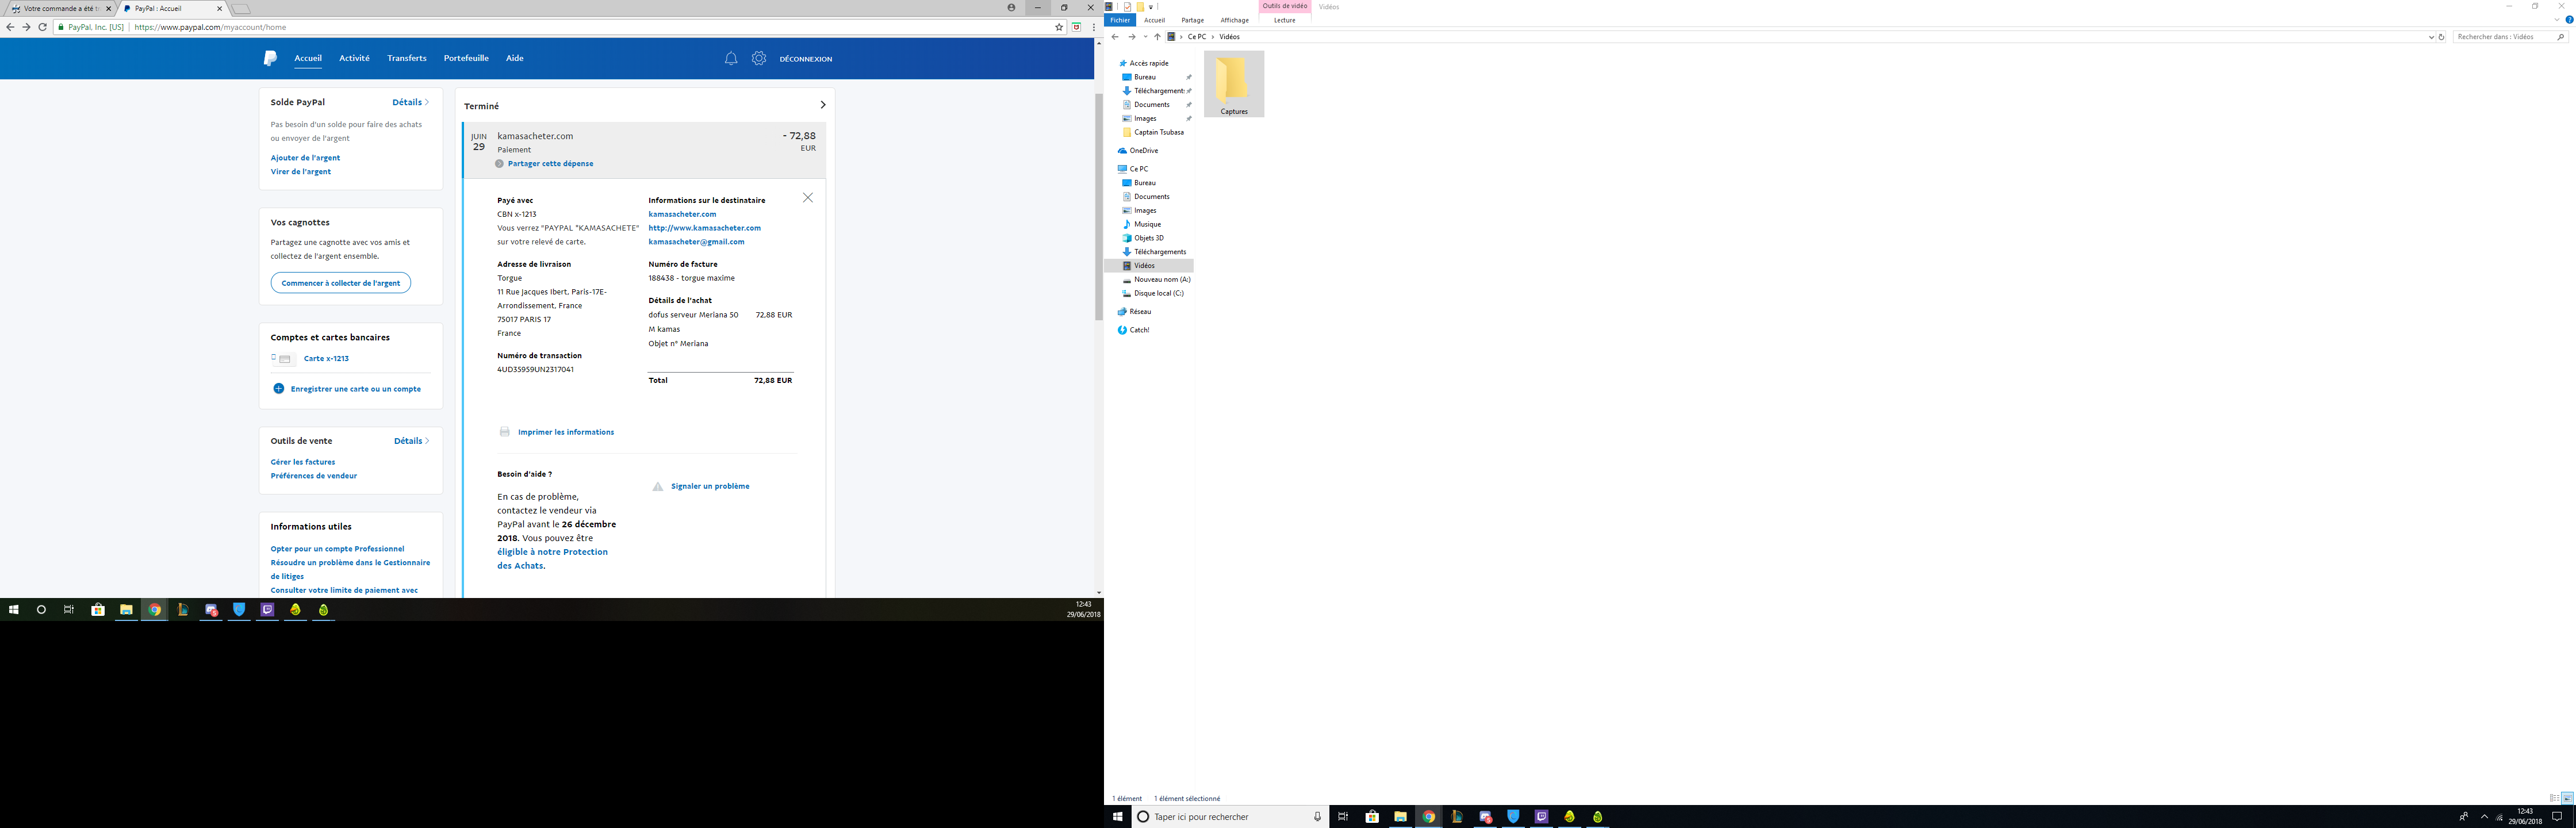 Votre commande a été t
PayPal : Accueil
PayPal, Inc. [US]
https://www.paypal.com/myaccount/home
Accueil
Activité
Transferts
Portefeuille
Aide
DÉCONNEXION
Solde PayPal
Détails
Pas besoin d'un solde pour faire des achats
ou envoyer de l'argent
Ajouter de l'argent
Virer de l'argent
Vos cagnottes
Partagez une cagnotte avec vos amis et
collectez de l'argent ensemble.
Commencer à collecter de l'argent
Comptes et cartes bancaires
Carte x-1213
Enregistrer une carte ou un compte
Outils de vente
Détails
Gérer les factures
Préférences de vendeur
Informations utiles
Opter pour un compte Professionnel
Résoudre un problème dans le Gestionnaire
de litiges
Consulter votre limite de paiement avec
Terminé
JUIN
29
kamasacheter.com
- 72,88
Paiement
EUR
Partager cette dépense
Payé avec
CBN x-1213
Vous verrez "PAYPAL *KAMASACHETE"
sur votre relevé de carte.
Adresse de livraison
Torgue
11 Rue Jacques Ibert, Paris-17E-
Arrondissement, France
75017 PARIS 17
France
Numéro de transaction
4UD35959UN2317041
Informations sur le destinataire
kamasacheter.com
http://www.kamasacheter.com
kamasacheter@gmail.com
Numéro de facture
188438 - torgue maxime
Détails de l'achat
dofus serveur Meriana 50
72,88 EUR
M kamas
Objet n° Meriana
Total
72,88 EUR
Imprimer les informations
Besoin d'aide ?
En cas de problème,
contactez le vendeur via
PayPal avant le 26 décembre
2018. Vous pouvez être
éligible à notre Protection
des Achats.
Signaler un problème
12:43
29/06/2018
Outils de vidéo
Vidéos
Fichier
Accueil
Partage
Affichage
Lecture
Ce PC
Vidéos
Rechercher dans : Vidéos
Accès rapide
Bureau
Téléchargement:
Documents
Images
Captain Tsubasa
OneDrive
Ce PC
Bureau
Documents
Images
Musique
Objets 3D
Téléchargements
Vidéos
Nouveau nom (A:)
Disque local (C:)
Réseau
Catch!
Captures
1 élément
1 élément sélectionné
Taper ici pour rechercher
12:43
29/06/2018